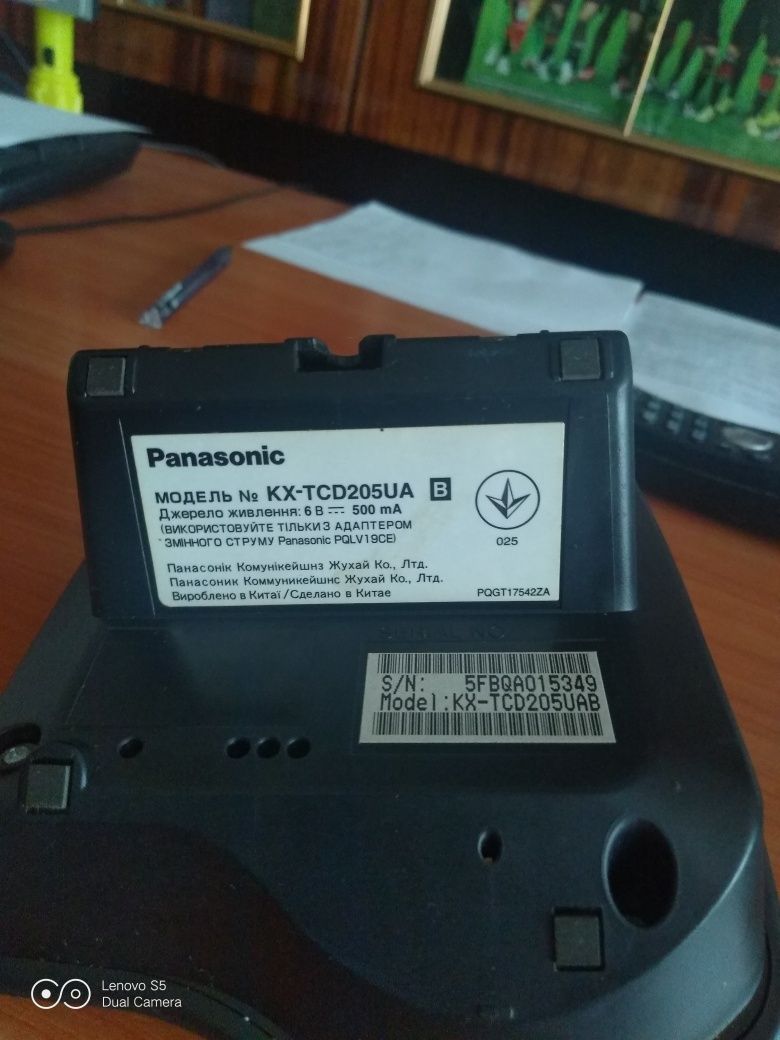 Panasonic
МОДЕЛЬ № KX-TCD205UA B
Джерело живлення: 6 В 500 mA
(ВИКОРИСТОВУЙТЕ ТІЛЬКИ З АДАПТЕРОМ
ЗМІННОГО СТРУМУ Panasonic PQLV19CE)
025
Панасонік Комунікейшнз Жухай Ко., Лтд.
Панасоник Коммуникейшнс Жухай Ко., Лтд.
Вироблено в Китаї/Сделано в Китае
PQGT17542ZA
SERIAL NO.
S/N: 5FBQA015349
Model:KX-TCD205UAB
Lenovo S5
Dual Camera